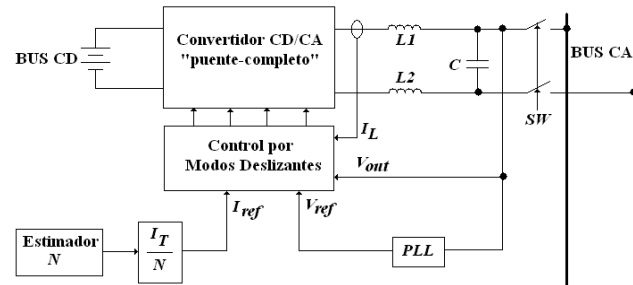 BUS CD
Convertidor CD/CA
"puente-completo"
L1
L2
C
BUS CA
SW
I_L
Control por
Modos Deslizantes
V_out
I_ref
V_ref
Estimador
N
I_T
N
PLL